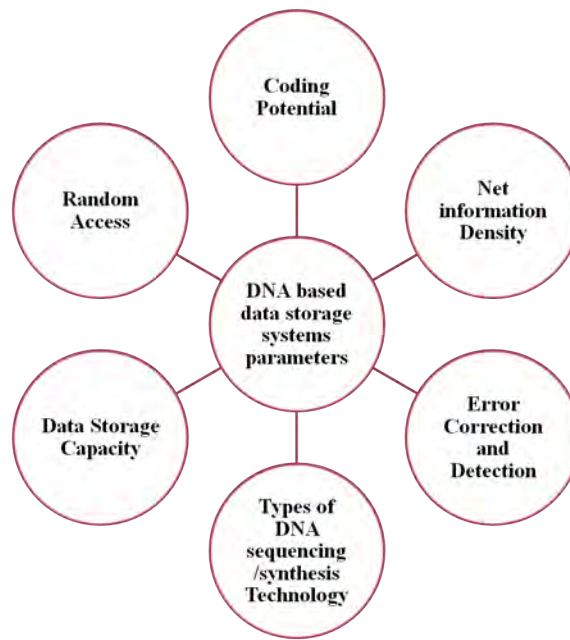 Coding
Potential
Random
Access
Net
information
Density
DNA based
data storage
systems
parameters
Data Storage
Capacity
Error
Correction
and
Detection
Types of
DNA
sequencing
/synthesis
Technology